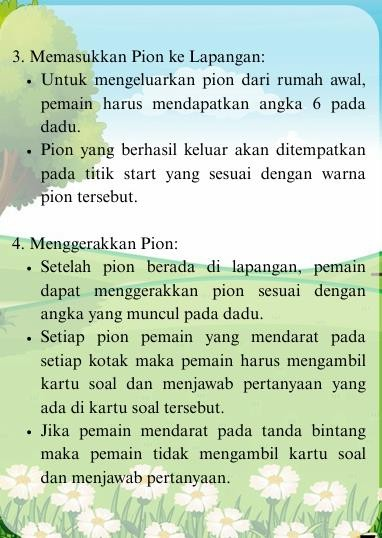 3. Memasukkan Pion ke Lapangan:
• Untuk mengeluarkan pion dari rumah awal,
pemain harus mendapatkan angka 6 pada
dadu.
• Pion yang berhasil keluar akan ditempatkan
pada titik start yang sesuai dengan warna
pion tersebut.
4. Menggerakkan Pion:
• Setelah pion berada di lapangan, pemain
dapat menggerakkan pion sesuai dengan
angka yang muncul pada dadu.
• Setiap pion pemain yang mendarat pada
setiap kotak maka pemain harus mengambil
kartu soal dan menjawab pertanyaan yang
ada di kartu soal tersebut.
• Jika pemain mendarat pada tanda bintang
maka pemain tidak mengambil kartu soal
dan menjawab pertanyaan.